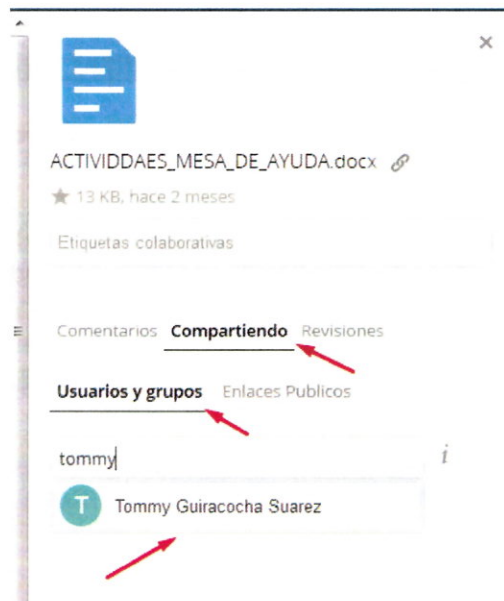 ×
ACTIVIDDAES_MESA_DE_AYUDA.docx
★ 13 KB, hace 2 meses
Etiquetas colaborativas
Comentarios Compartiendo Revisiones
Usuarios y grupos Enlaces Publicos
tommy i
T Tommy Guiracocha Suarez